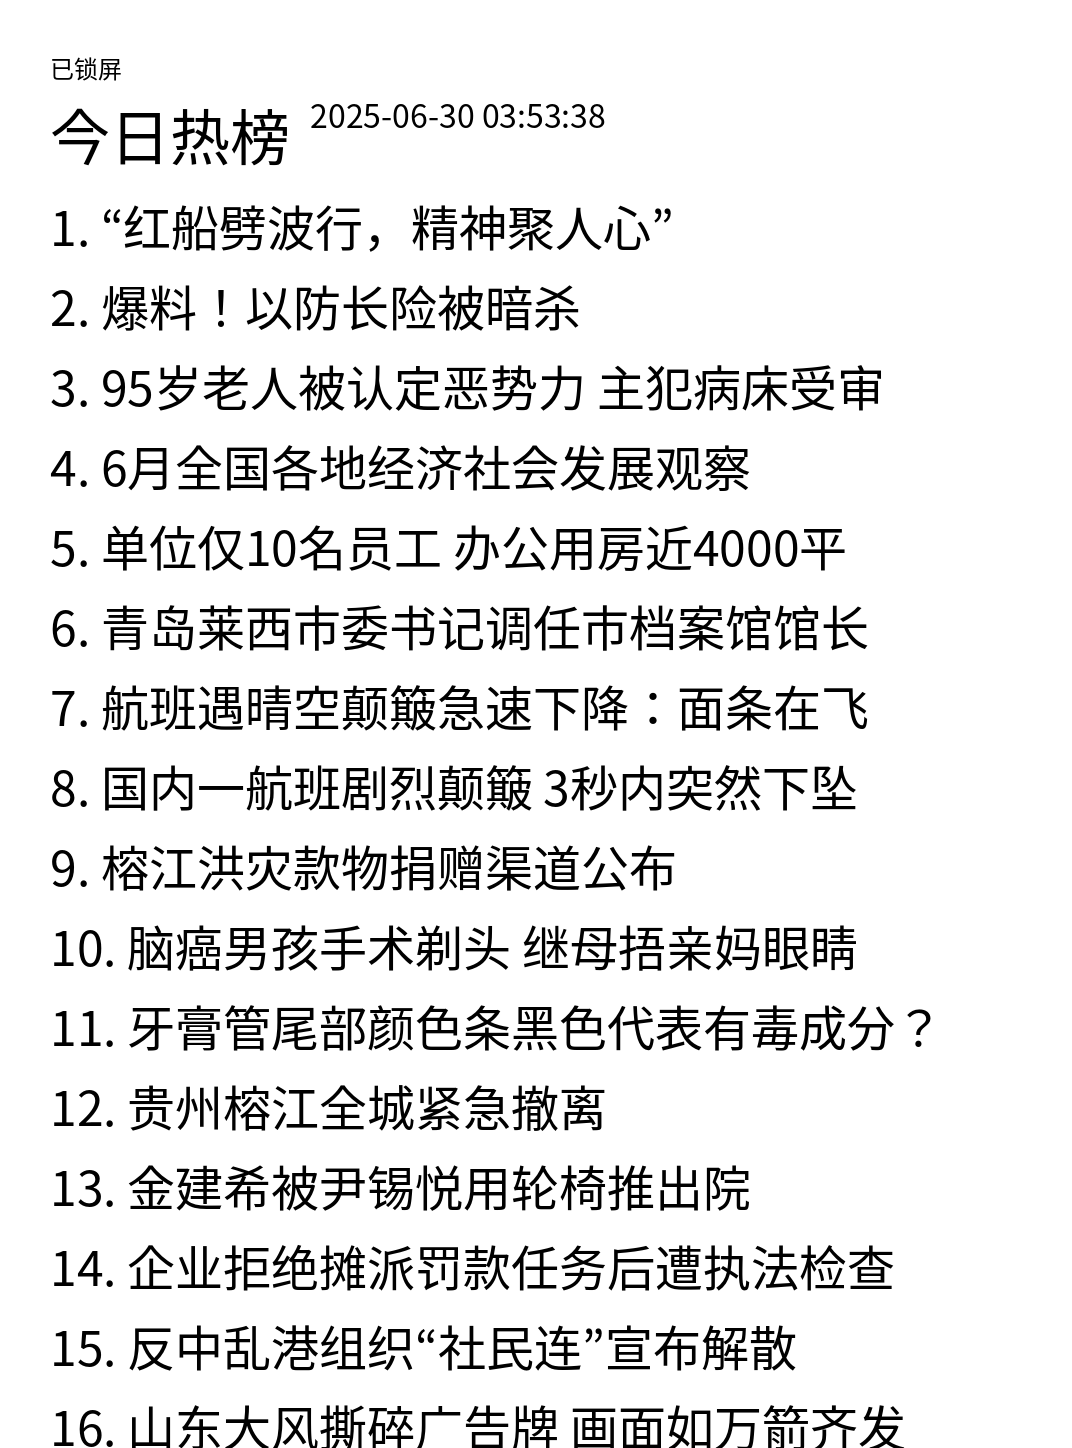 已锁屏
今日热榜 2025-06-30 03:53:38
1. “红船劈波行，精神聚人心”
2. 爆料！以防长险被暗杀
3. 95岁老人被认定恶势力 主犯病床受审
4. 6月全国各地经济社会发展观察
5. 单位仅10名员工 办公用房近4000平
6. 青岛莱西市委书记调任市档案馆馆长
7. 航班遇晴空颠簸急速下降：面条在飞
8. 国内一航班剧烈颠簸 3秒内突然下坠
9. 榕江洪灾款物捐赠渠道公布
10. 脑癌男孩手术剃头 继母捂亲妈眼睛
11. 牙膏管尾部颜色条黑色代表有毒成分？
12. 贵州榕江全城紧急撤离
13. 金建希被尹锡悦用轮椅推出院
14. 企业拒绝摊派罚款任务后遭执法检查
15. 反中乱港组织“社民连”宣布解散
16. 山东大风撕碎广告牌 画面如万箭齐发